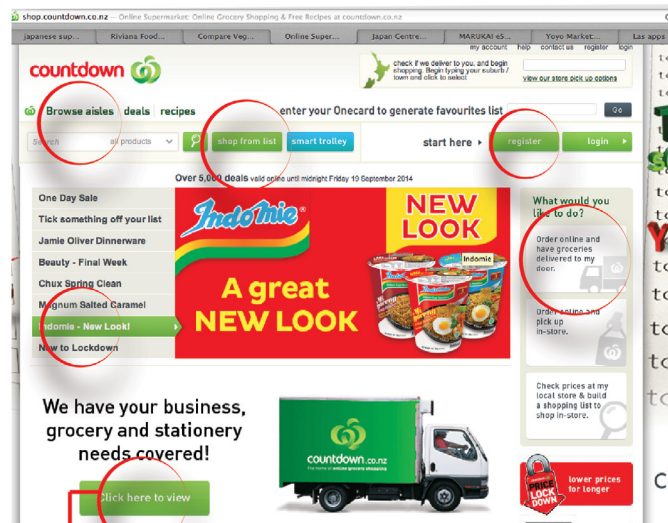 shop.countdown.co.nz — Online Supermarket: Online Grocery Shopping & Free Recipes at countdown.co.nz
japanese sup... Riviana Food... Compare Veg... Online Super... Japan Centre... MARUKAI eS... Yoyo Market:... Las apps
my account help contact us register login
countdown
check if we deliver to you, and begin
shopping. Begin typing your suburb /
town and click to select
view our store pick up options
Browse aisles deals recipes
enter your Onecard to generate favourites list
Go
Search all products
shop from list
smart trolley
start here
register
login
Over 5,000 deals valid online until midnight Friday 19 September 2014
One Day Sale
Tick something off your list
Jamie Oliver Dinnerware
Beauty - Final Week
Chux Spring Clean
Magnum Salted Caramel
Indomie - New Look!
New to Lockdown
Indomie
NEW
LOOK
Indomie
A great
NEW LOOK
What would you
like to do?
Order online and
have groceries
delivered to my
door.
Order online and
pick up
in-store.
Check prices at my
local store & build
a shopping list to
shop in-store.
We have your business,
grocery and stationery
needs covered!
Click here to view
countdown.co.nz
the home of online grocery shopping
PRICE
LOCK
DOWN
lower prices
for longer